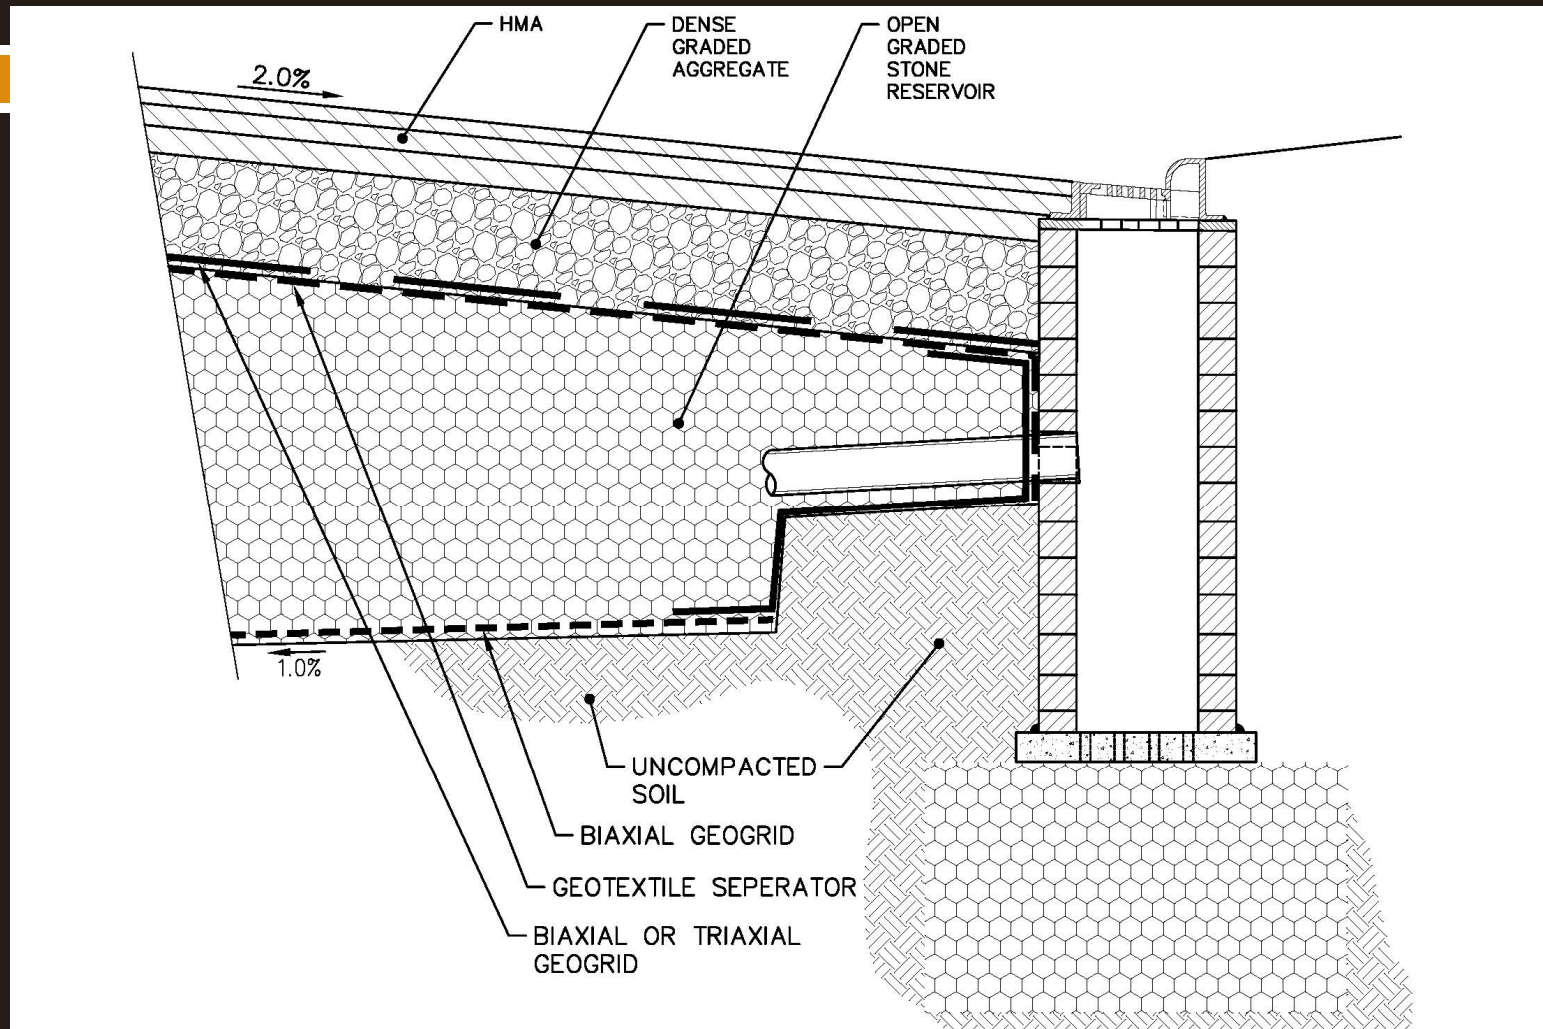 HMA
DENSE
GRADED
AGGREGATE
OPEN
GRADED
STONE
RESERVOIR
2.0%
1.0%
UNCOMPACTED
SOIL
BIAXIAL GEOGRID
GEOTEXTILE SEPERATOR
BIAXIAL OR TRIAXIAL
GEOGRID